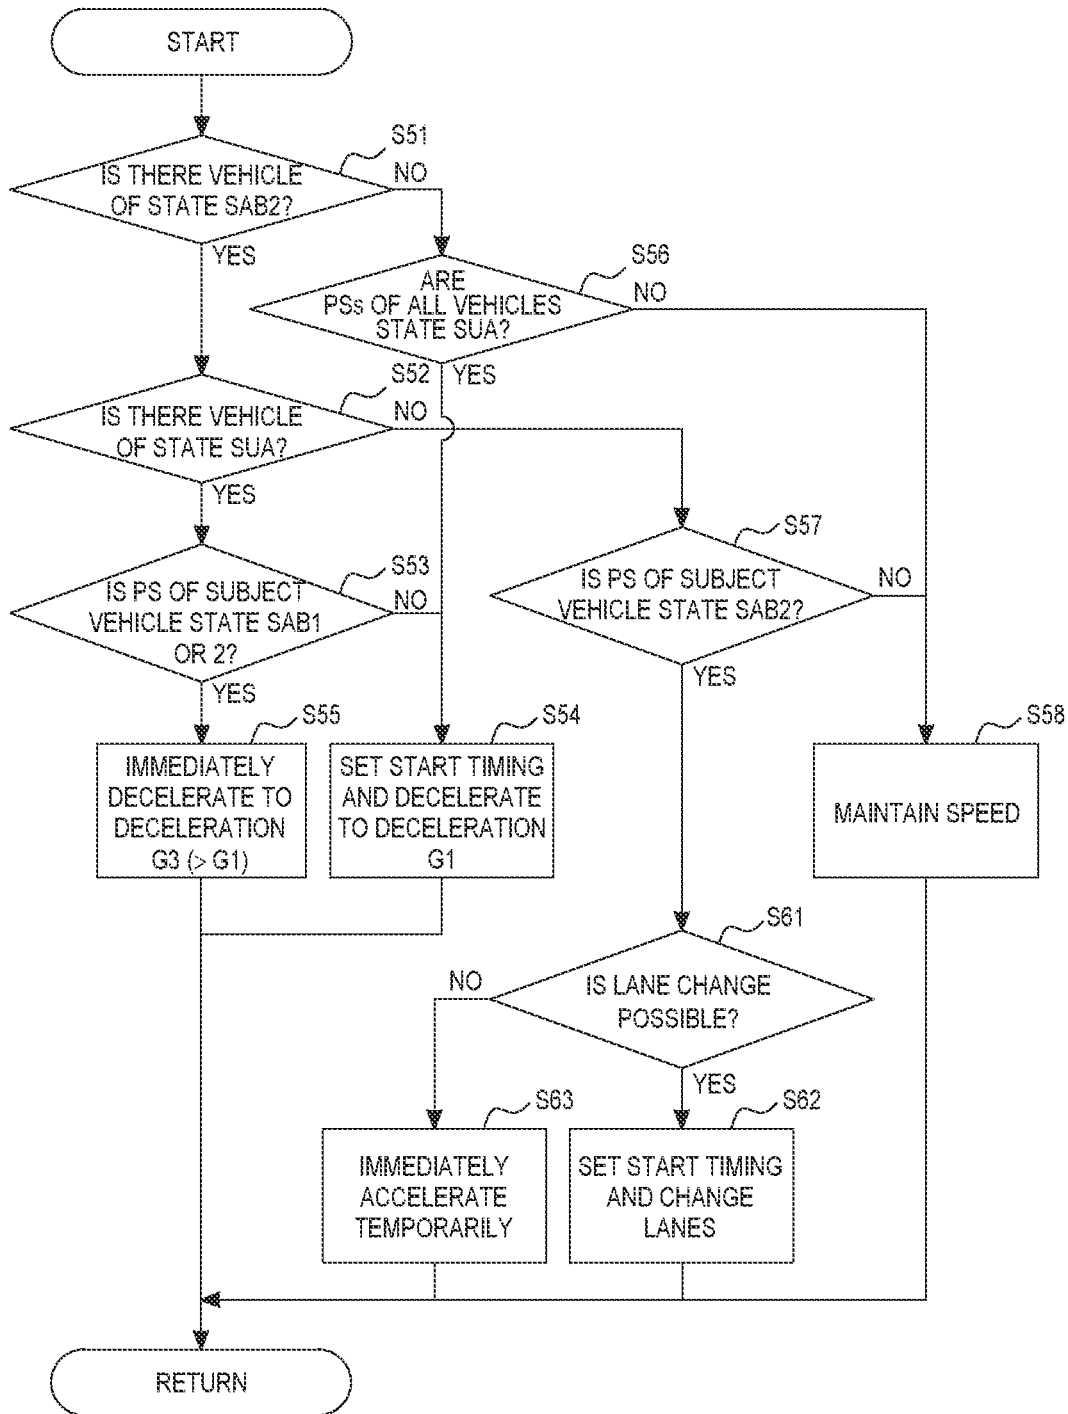 START
S51
IS THERE VEHICLE
OF STATE SAB2?
NO
YES
S56
ARE
PSs OF ALL VEHICLES
STATE SUA?
NO
YES
S52
IS THERE VEHICLE
OF STATE SUA?
NO
YES
S53
IS PS OF SUBJECT
VEHICLE STATE SAB1
OR 2?
NO
YES
S57
IS PS OF SUBJECT
VEHICLE STATE SAB2?
NO
YES
S55
IMMEDIATELY
DECELERATE TO
DECELERATION
G3 (> G1)
S54
SET START TIMING
AND DECELERATE
TO DECELERATION
G1
S58
MAINTAIN SPEED
S61
IS LANE CHANGE
POSSIBLE?
NO
YES
S63
IMMEDIATELY
ACCELERATE
TEMPORARILY
S62
SET START TIMING
AND CHANGE
LANES
RETURN